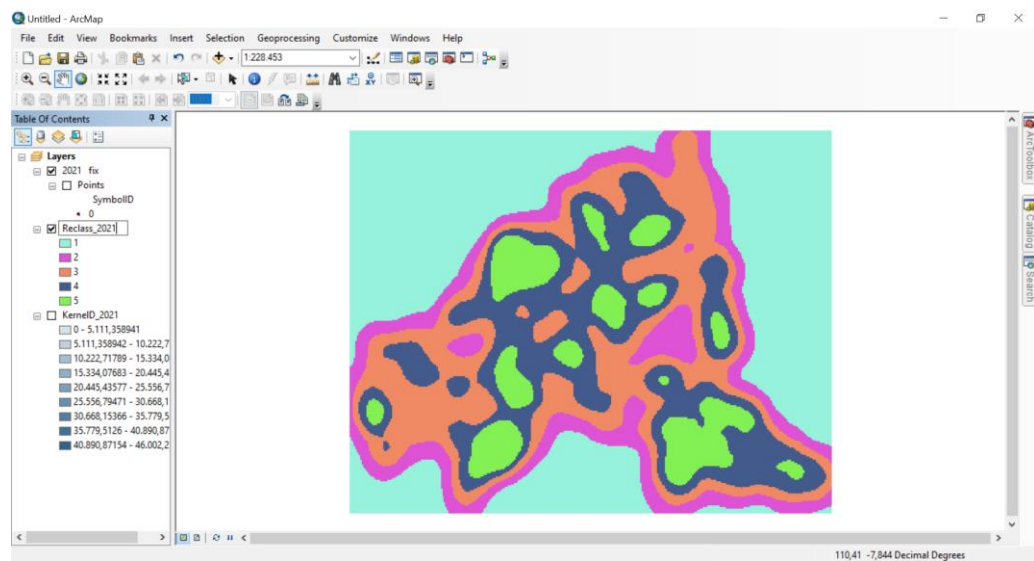 Untitled - ArcMap
File Edit View Bookmarks Insert Selection Geoprocessing Customize Windows Help
1:228.453
Table Of Contents
Layers
2021 fix
Points
SymbolID
0
Reclass_2021
1
2
3
4
5
KernelD_2021
0 - 5.111,358941
5.111,358942 - 10.222,7
10.222,71789 - 15.334,0
15.334,07683 - 20.445,4
20.445,43577 - 25.556,7
25.556,79471 - 30.668,1
30.668,15366 - 35.779,5
35.779,5126 - 40.890,87
40.890,87154 - 46.002,2
ArcToolbox
Catalog
Search
110,41 -7,844 Decimal Degrees